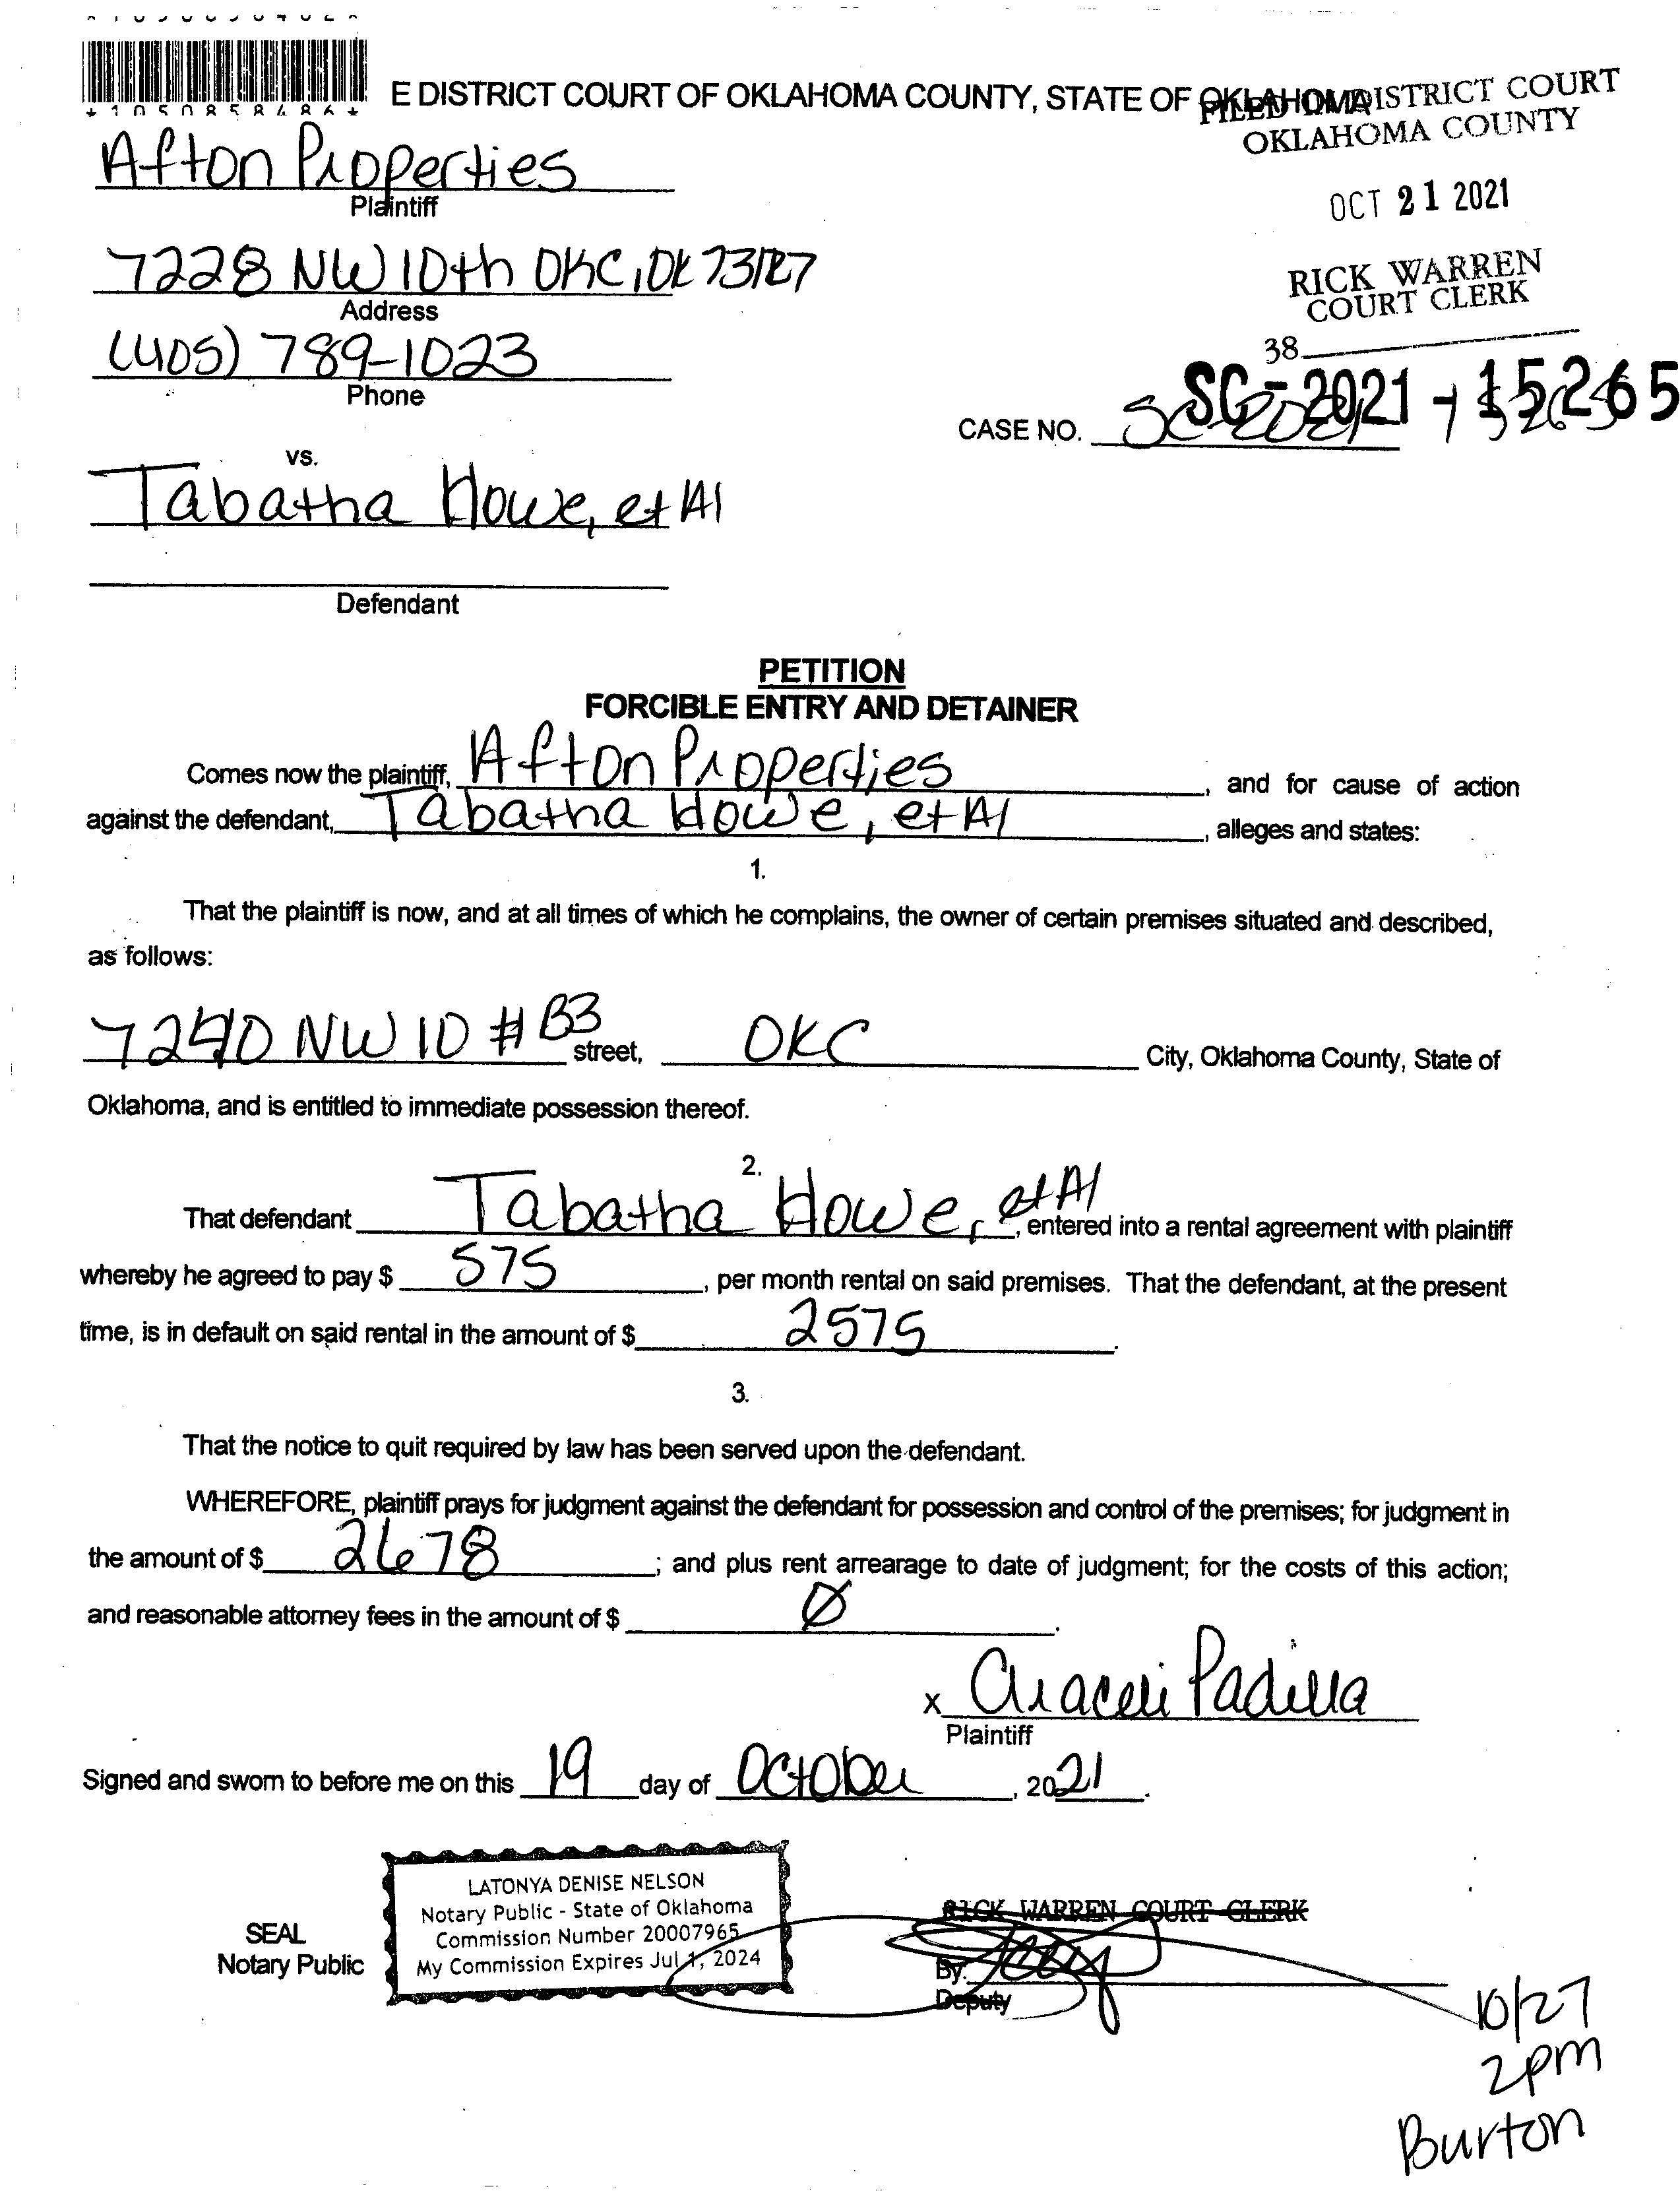 *1050858486*
E DISTRICT COURT OF OKLAHOMA COUNTY, STATE OF OKLAHOMA
FILED IN DISTRICT COURT
OKLAHOMA COUNTY
OCT 21 2021
RICK WARREN
COURT CLERK
38
Afton Properties
Plaintiff
7228 NW 10th OKC, OK 73127
Address
(405) 789-1023
Phone
SC-2021-15265
CASE NO. SC-2021-15265
vs.
Tabatha Howe, et Al
Defendant
PETITION
FORCIBLE ENTRY AND DETAINER
Comes now the plaintiff, Afton Properties, and for cause of action
against the defendant, Tabatha Howe, et Al, alleges and states:
1.
That the plaintiff is now, and at all times of which he complains, the owner of certain premises situated and described,
as follows:
NW 10 # B3 street, OKC City, Oklahoma County, State of
Oklahoma, and is entitled to immediate possession thereof.
2.
That defendant Tabatha Howe, et Al, entered into a rental agreement with plaintiff
whereby he agreed to pay $ 575, per month rental on said premises. That the defendant, at the present
time, is in default on said rental in the amount of $ 2575.
3.
That the notice to quit required by law has been served upon the defendant.
WHEREFORE, plaintiff prays for judgment against the defendant for possession and control of the premises; for judgment in
the amount of $ 2678; and plus rent arrearage to date of judgment; for the costs of this action;
and reasonable attorney fees in the amount of $ Ø.
x Araceli Padilla
Plaintiff
Signed and sworn to before me on this 19 day of October, 2021.
LATONYA DENISE NELSON
Notary Public - State of Oklahoma
Commission Number 20007965
My Commission Expires Jul 1, 2024
SEAL
Notary Public
RICK WARREN COURT CLERK
By:
Deputy
10/27
2pm
Burton